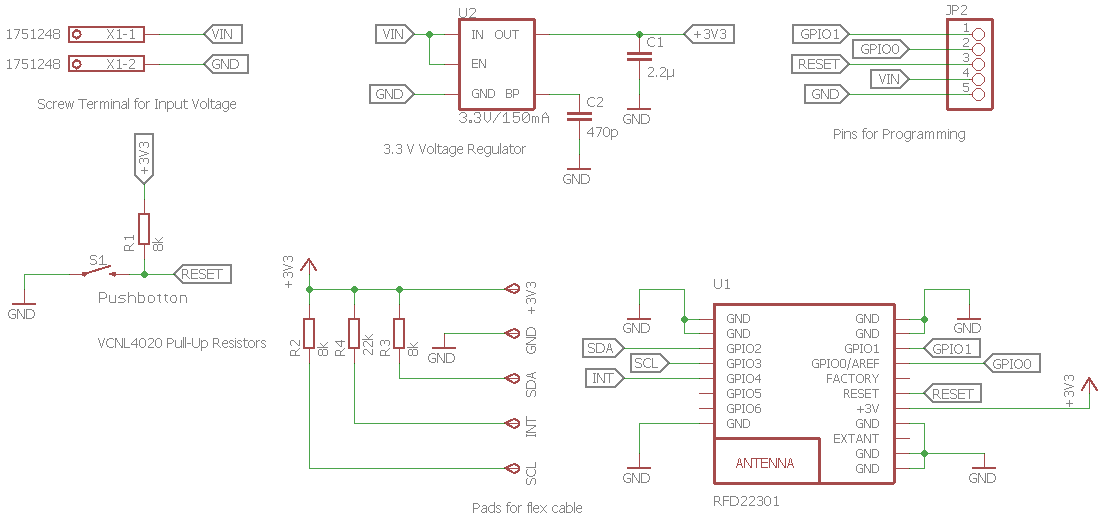 1751248 X1-1 VIN
1751248 X1-2 GND
Screw Terminal for Input Voltage
U2
VIN IN OUT +3V3
EN
GND GND BP
C1
2.2µ
GND
C2
470p
GND
3.3V/150mA
3.3 V Voltage Regulator
JP2
GPIO1 1
GPIO0 2
RESET 3
VIN 4
GND 5
Pins for Programming
+3V3
R1
8k
S1
RESET
GND
Pushbotton
VCNL4020 Pull-Up Resistors
+3V3
R2
8k
R4
22k
R3
8k
+3V3
GND
GND
SDA
INT
SCL
Pads for flex cable
U1
GND GND GND GND
GND GND
SDA GPIO2 GPIO1 GPIO1
SCL GPIO3 GPIO0/AREF GPIO0
INT GPIO4 FACTORY
GPIO5 RESET RESET
GPIO6 +3V +3V3
GND GND
EXTANT
GND
GND
GND GND
ANTENNA
RFD22301